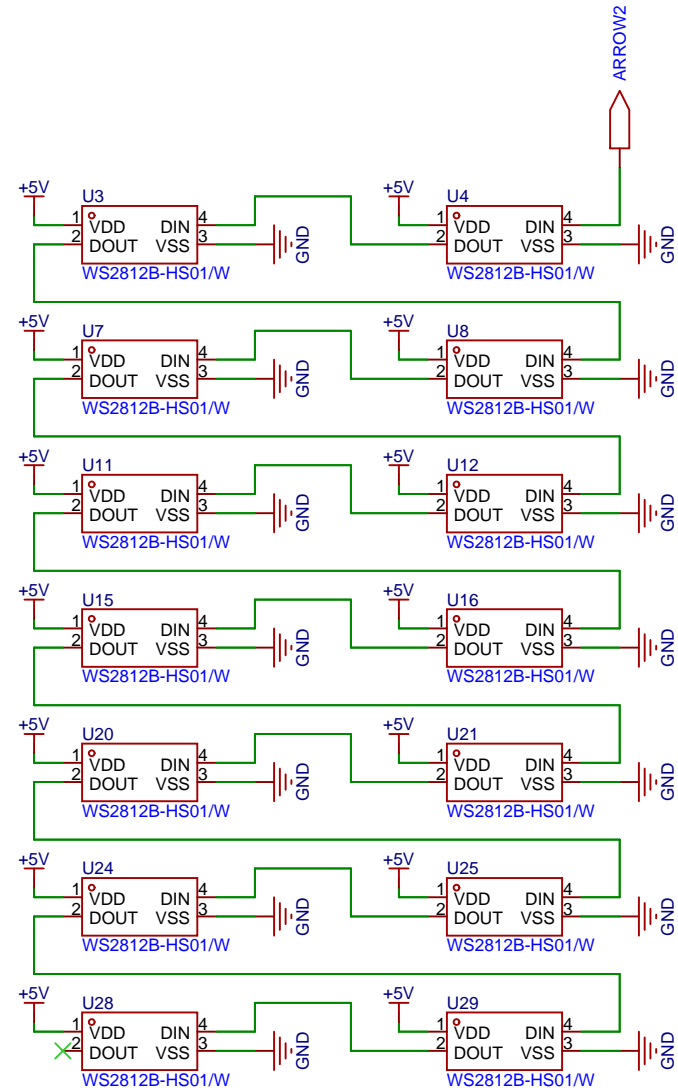 ARROW2
+5V +5V
U3 U4
1 VDD DIN 4 1 VDD DIN 4
2 DOUT VSS 3 GND 2 DOUT VSS 3 GND
WS2812B-HS01/W WS2812B-HS01/W
+5V +5V
U7 U8
1 VDD DIN 4 1 VDD DIN 4
2 DOUT VSS 3 GND 2 DOUT VSS 3 GND
WS2812B-HS01/W WS2812B-HS01/W
+5V +5V
U11 U12
1 VDD DIN 4 1 VDD DIN 4
2 DOUT VSS 3 GND 2 DOUT VSS 3 GND
WS2812B-HS01/W WS2812B-HS01/W
+5V +5V
U15 U16
1 VDD DIN 4 1 VDD DIN 4
2 DOUT VSS 3 GND 2 DOUT VSS 3 GND
WS2812B-HS01/W WS2812B-HS01/W
+5V +5V
U20 U21
1 VDD DIN 4 1 VDD DIN 4
2 DOUT VSS 3 GND 2 DOUT VSS 3 GND
WS2812B-HS01/W WS2812B-HS01/W
+5V +5V
U24 U25
1 VDD DIN 4 1 VDD DIN 4
2 DOUT VSS 3 GND 2 DOUT VSS 3 GND
WS2812B-HS01/W WS2812B-HS01/W
+5V +5V
U28 U29
1 VDD DIN 4 1 VDD DIN 4
2 DOUT VSS 3 GND 2 DOUT VSS 3 GND
WS2812B-HS01/W WS2812B-HS01/W